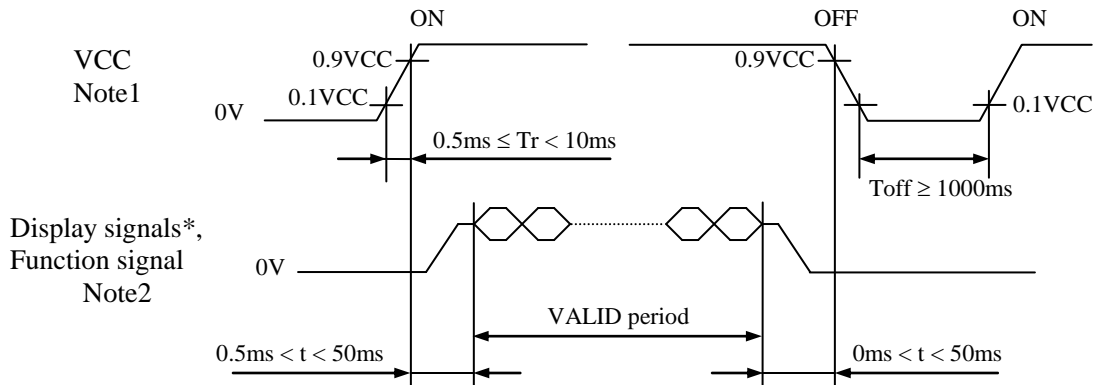 ON
OFF
ON
VCC
Note1
0.9VCC
0.9VCC
0.1VCC
0.1VCC
0V
0.5ms ≤ Tr < 10ms
Toff ≥ 1000ms
Display signals*,
Function signal
Note2
0V
VALID period
0.5ms < t < 50ms
0ms < t < 50ms